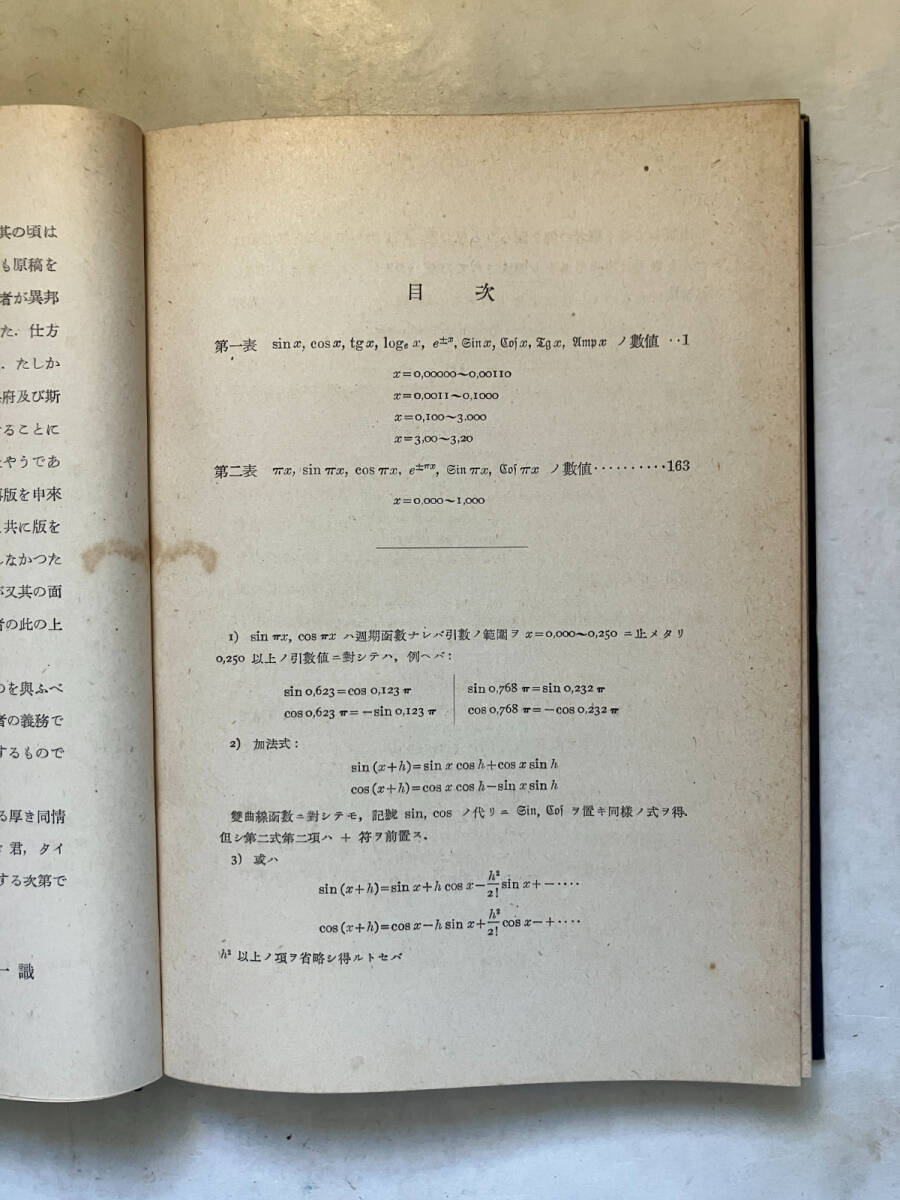 其の頃は
も原稿を
者が異邦
た．仕方
．たしか
府及び斯
ることに
たやうであ
版を申來
共に版を
しなかつた
が又其の面
者の此の上
のを與ふべ
者の義務で
するもので
る厚き同情
君，タイ
する次第で
一 識
目 次
第一表 sin x, cos x, tg x, logₑ x, e^{±x}, 𝔖in x, ℭoſ x, 𝔗g x, 𝔄mp x ノ數値 ‥1
x=0,00000～0,00110
x=0,0011～0,1000
x=0,100～3.000
x=3,00～3,20
第二表 πx, sin πx, cos πx, e^{±πx}, 𝔖in πx, ℭoſ πx ノ數値··········163
x=0,000～1,000
1) sin πx, cos πx ハ週期函數ナレバ引數ノ範圍ヲ x=0,000～0,250 ニ止メタリ
0,250 以上ノ引數値ニ對シテハ，例ヘバ：
sin 0,623=cos 0,123 π
sin 0,768 π=sin 0,232 π
cos 0,623 π=－sin 0,123 π
cos 0,768 π=－cos 0,232 π
2) 加法式：
sin (x+h)=sin x cos h+cos x sin h
cos (x+h)=cos x cos h－sin x sin h
雙曲線函數ニ對シテモ，記號 sin, cos ノ代リニ 𝔖in, ℭoſ ヲ置キ同樣ノ式ヲ得．
但シ第二式第二項ハ ＋ 符ヲ前置ス．
3) 或ハ
sin (x+h)=sin x+h cos x－h²/2! sin x+－····
cos (x+h)=cos x－h sin x+h²/2! cos x－+····
h² 以上ノ項ヲ省略シ得ルトセバ